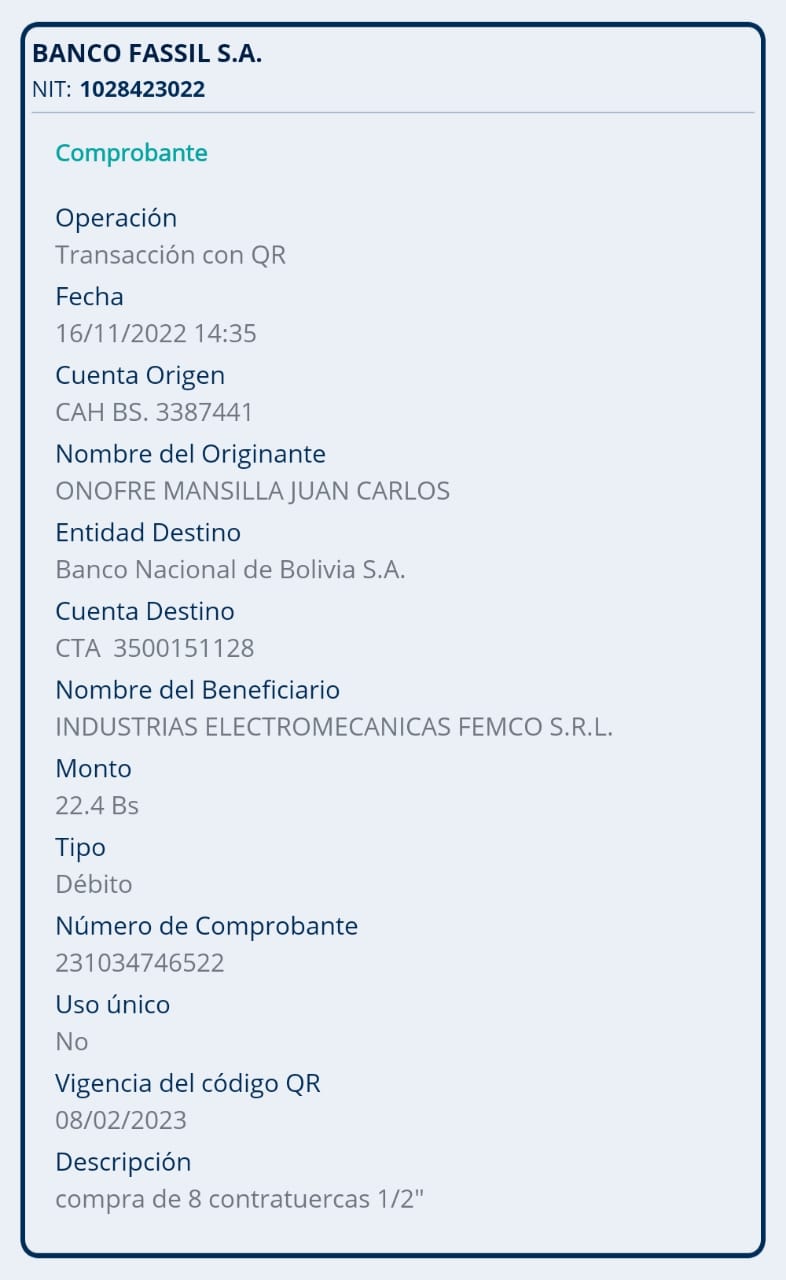 BANCO FASSIL S.A.
NIT: 1028423022
Comprobante
Operación
Transacción con QR
Fecha
16/11/2022 14:35
Cuenta Origen
CAH BS. 3387441
Nombre del Originante
ONOFRE MANSILLA JUAN CARLOS
Entidad Destino
Banco Nacional de Bolivia S.A.
Cuenta Destino
CTA  3500151128
Nombre del Beneficiario
INDUSTRIAS ELECTROMECANICAS FEMCO S.R.L.
Monto
22.4 Bs
Tipo
Débito
Número de Comprobante
231034746522
Uso único
No
Vigencia del código QR
08/02/2023
Descripción
compra de 8 contratuercas 1/2"